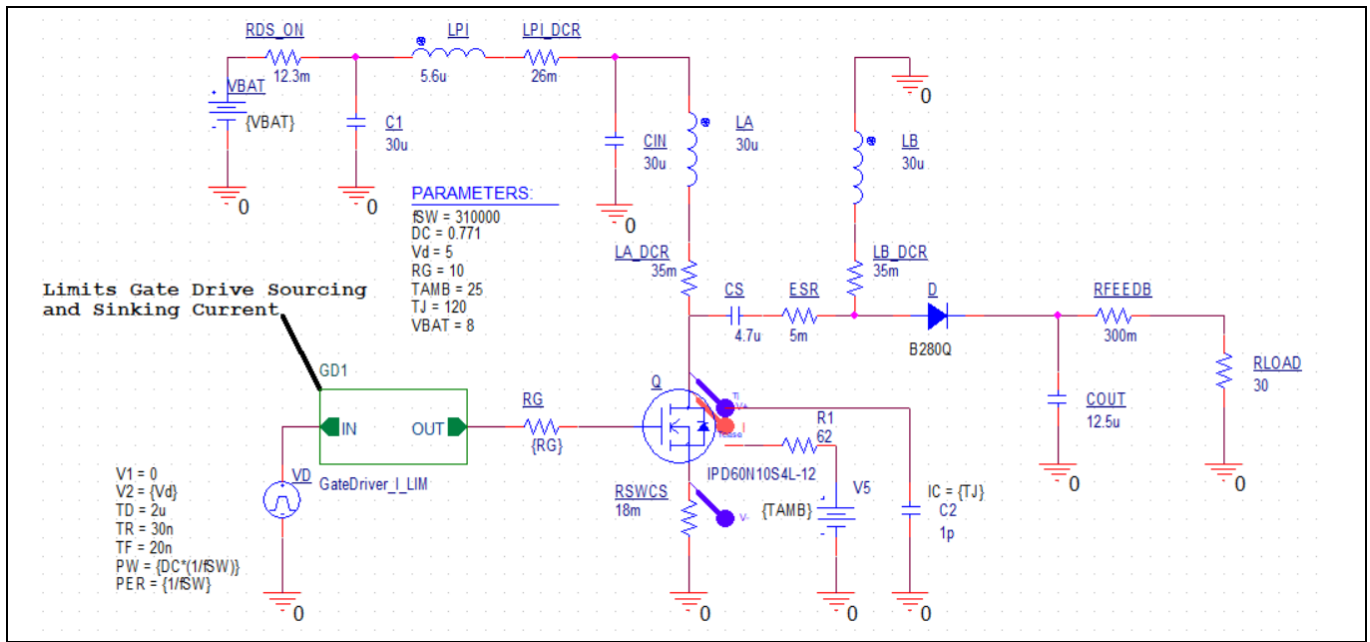 RDS_ON
12.3m
LPI
5.6u
LPI_DCR
26m
VBAT
{VBAT}
0
C1
30u
0
CIN
30u
0
LA
30u
LA_DCR
35m
LB
30u
0
LB_DCR
35m
PARAMETERS:
fSW = 310000
DC = 0.771
Vd = 5
RG = 10
TAMB = 25
TJ = 120
VBAT = 8
Limits Gate Drive Sourcing
and Sinking Current
CS
4.7u
ESR
5m
D
B280Q
RFEEDB
300m
RLOAD
30
0
COUT
12.5u
0
GD1
IN
OUT
GateDriver_I_LIM
RG
{RG}
Q
Tj
V+
I
Tcase
IPD60N10S4L-12
R1
62
V5
{TAMB}
0
IC = {TJ}
C2
1p
0
RSWCS
18m
V-
0
VD
V1 = 0
V2 = {Vd}
TD = 2u
TR = 30n
TF = 20n
PW = {DC*(1/fSW)}
PER = {1/fSW}
0